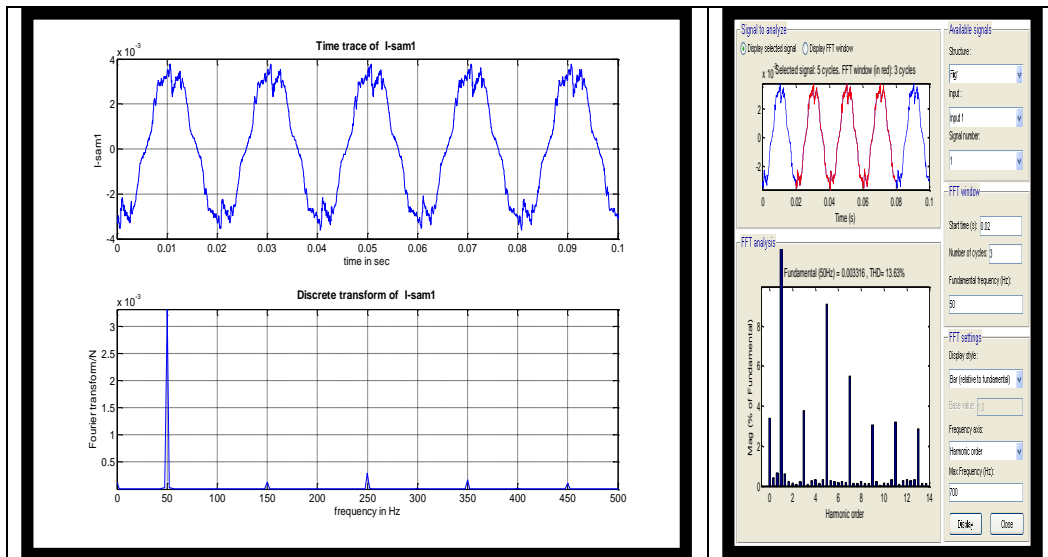 Time trace of I-sam1
x 10^-3
4
2
0
-2
-4
I-sam1
0 0.01 0.02 0.03 0.04 0.05 0.06 0.07 0.08 0.09 0.1
time in sec
Discrete transform of I-sam1
x 10^-3
3
2.5
2
1.5
1
0.5
Fourier transform/N
0 50 100 150 200 250 300 350 400 450 500
frequency in Hz
Signal to analyze
Display selected signal Display FFT window
x 10 Selected signal: 5 cycles. FFT window (in red): 3 cycles
2
0
-2
0 0.02 0.04 0.06 0.08 0.1
Time (s)
FFT analysis
Fundamental (50Hz) = 0.003316 , THD= 13.63%
8
6
4
2
0
Mag (% of Fundamental)
0 2 4 6 8 10 12 14
Harmonic order
Available signals
Structure :
Input :
input 1
Signal number:
1
FFT window
Start time (s): 0.02
Number of cycles: 3
Fundamental frequency (Hz):
50
FFT settings
Display style :
Bar (relative to fundamental)
Base value: 1.0
Frequency axis:
Harmonic order
Max Frequency (Hz):
700
Display Close